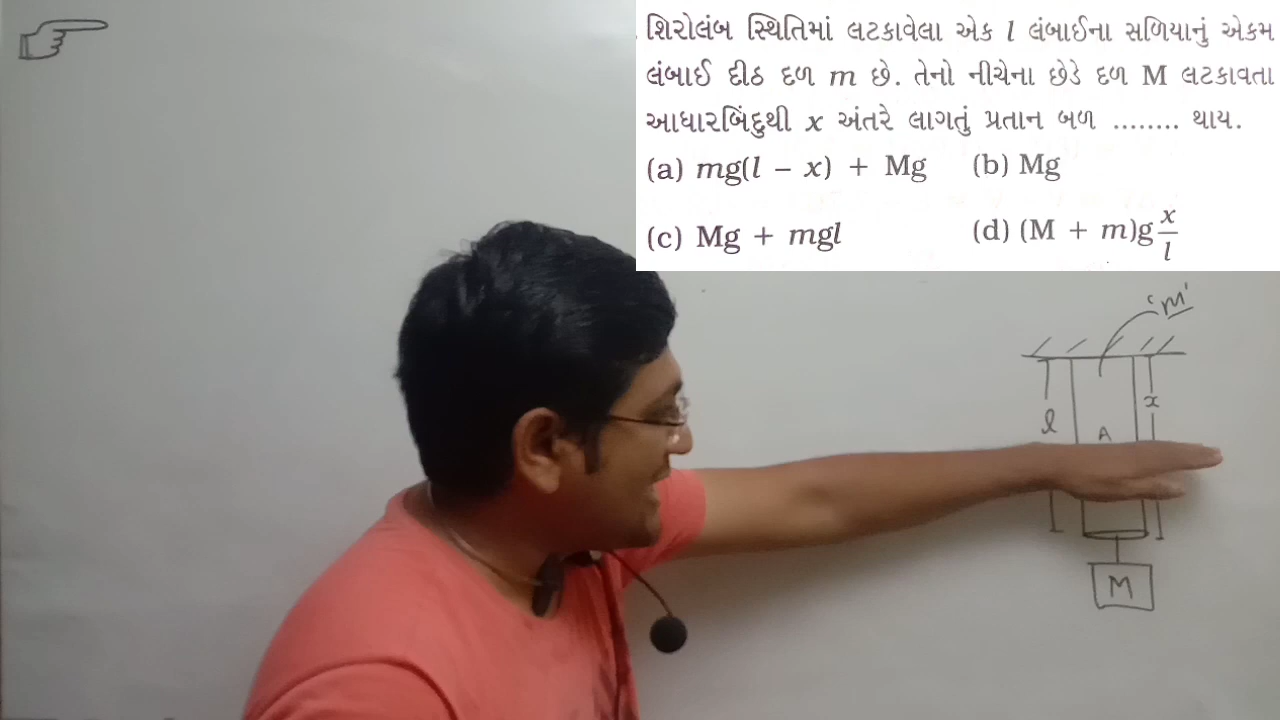 શિરોલંબ સ્થિતિમાં લટકાવેલા એક l લંબાઈના સળિયાનું એકમ
લંબાઈ દીઠ દળ m છે. તેનો નીચેના છેડે દળ M લટકાવતા
આધારબિંદુથી x અંતરે લાગતું પ્રતાન બળ ........ થાય.
(a) mg(l − x) + Mg (b) Mg
(c) Mg + mgl (d) (M + m)g x/l
'm'
l
x
A
M